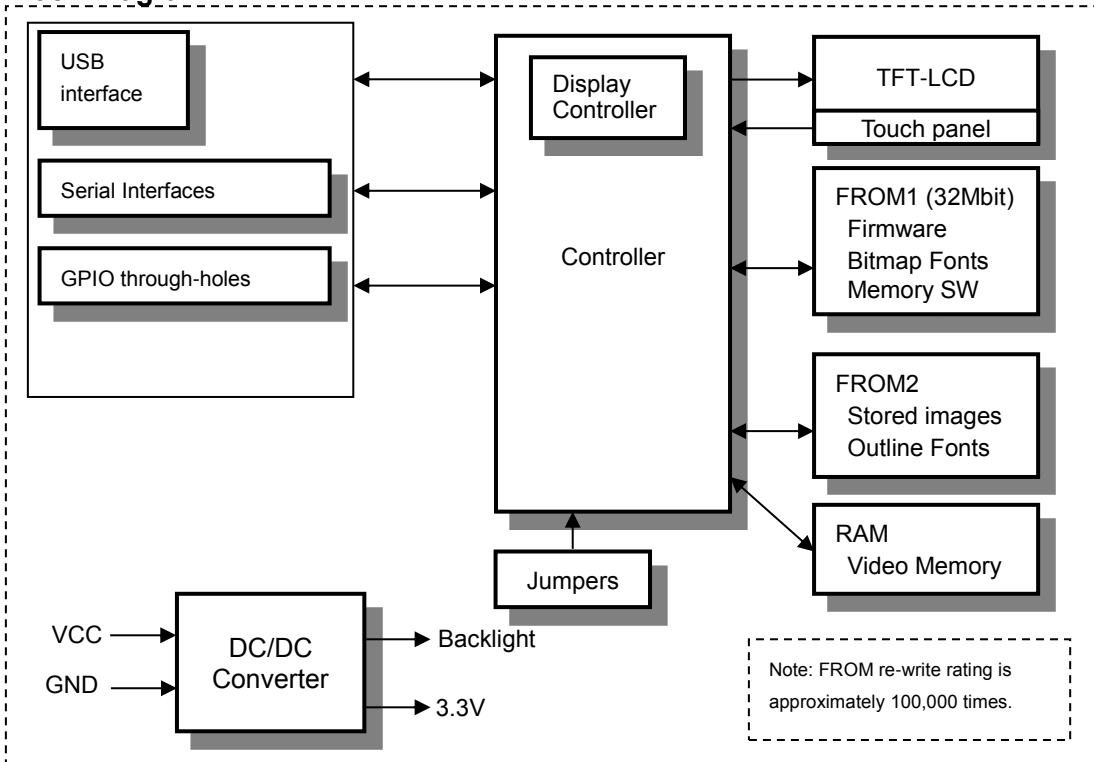 USB
interface
Serial Interfaces
GPIO through-holes
Display
Controller
Controller
Jumpers
TFT-LCD
Touch panel
FROM1 (32Mbit)
Firmware
Bitmap Fonts
Memory SW
FROM2
Stored images
Outline Fonts
RAM
Video Memory
VCC
GND
DC/DC
Converter
Backlight
3.3V
Note: FROM re-write rating is
approximately 100,000 times.